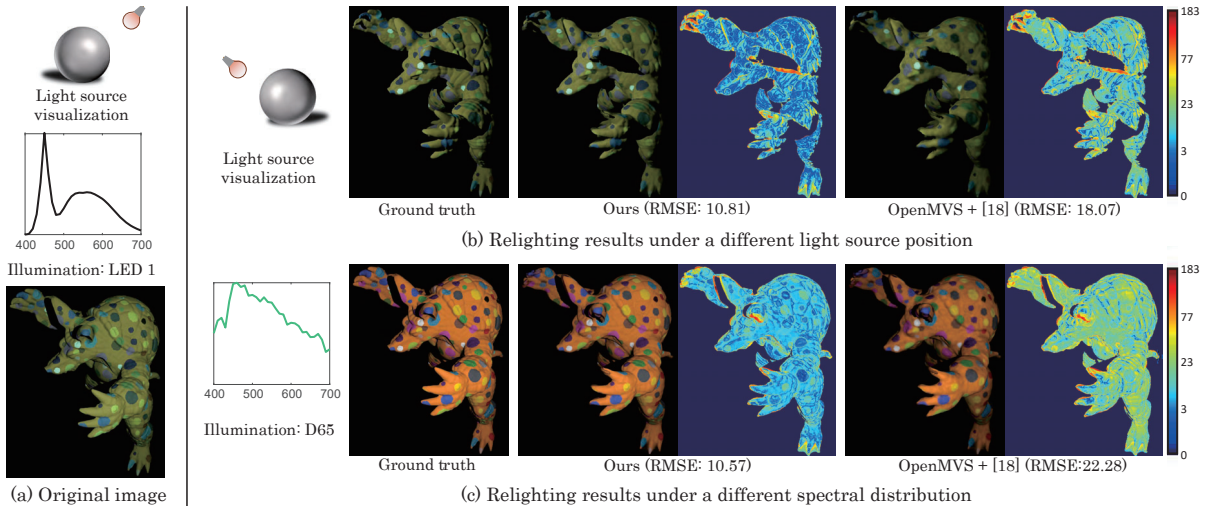 Light source
visualization
400 500 600 700
Illumination: LED 1
(a) Original image
Light source
visualization
Ground truth
Ours (RMSE: 10.81)
OpenMVS + [18] (RMSE: 18.07)
183
77
23
3
0
(b) Relighting results under a different light source position
400 500 600 700
Illumination: D65
Ground truth
Ours (RMSE: 10.57)
OpenMVS + [18] (RMSE:22.28)
183
77
23
3
0
(c) Relighting results under a different spectral distribution